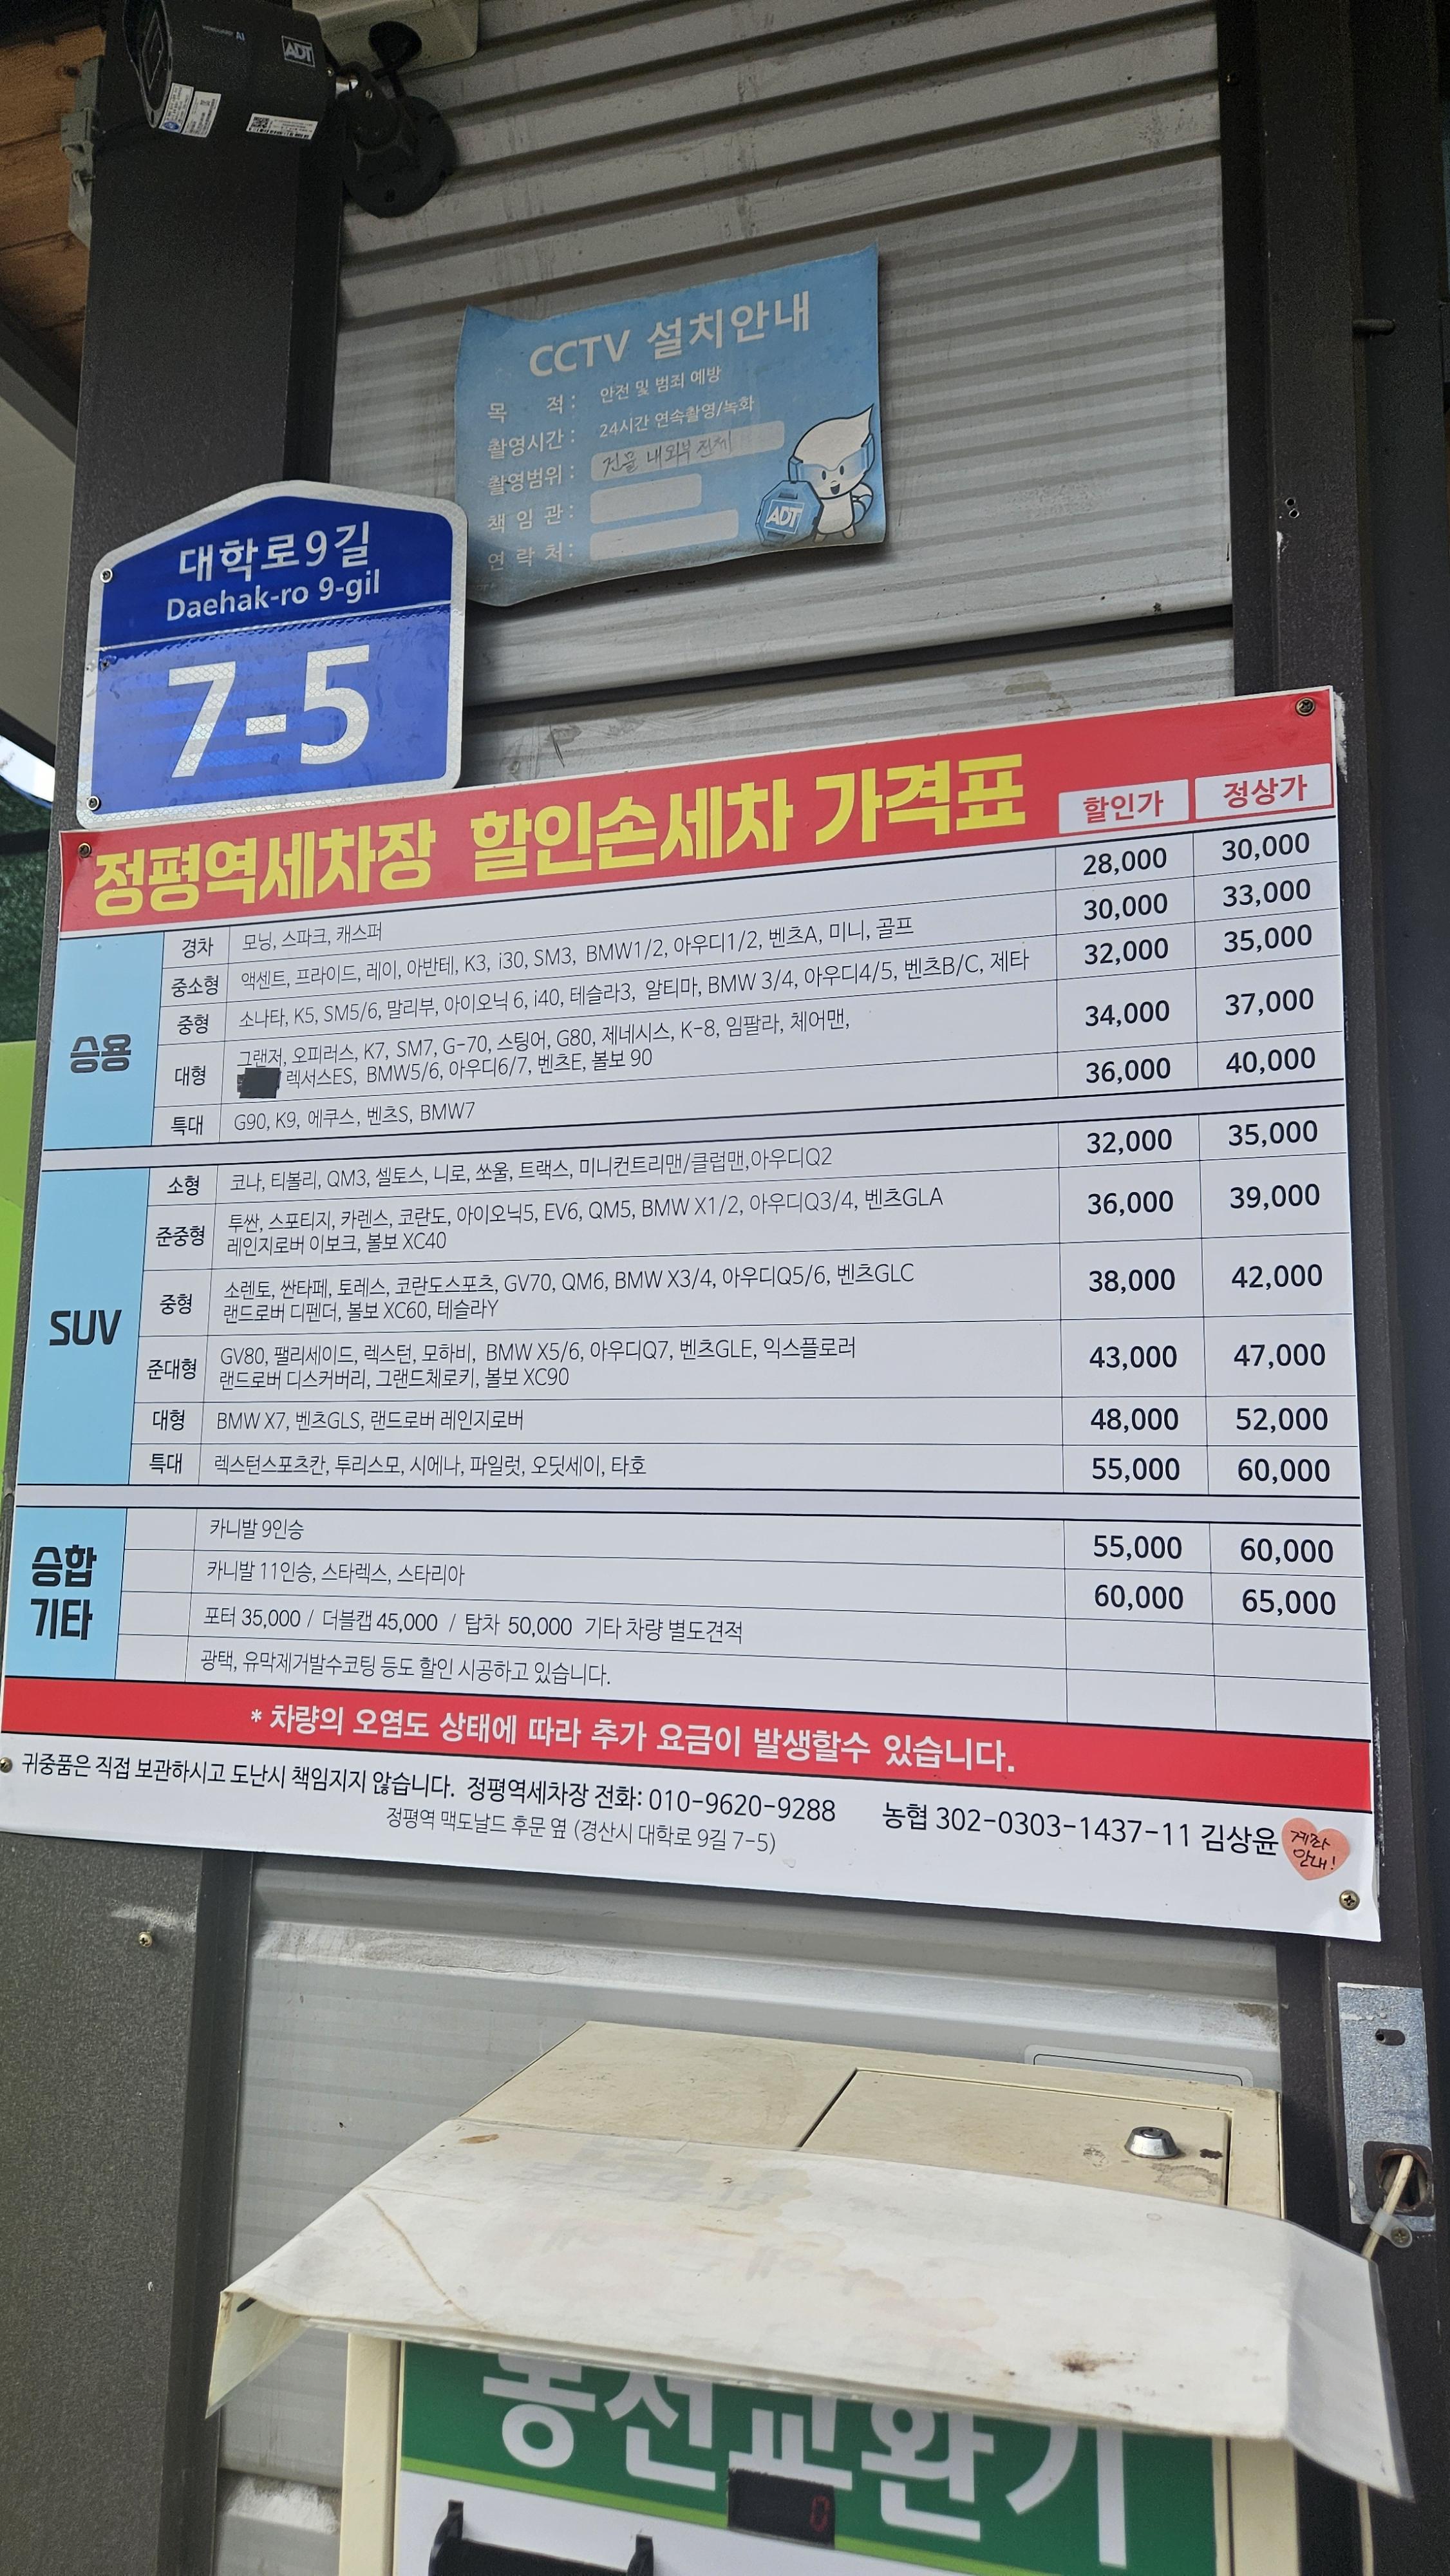 ADT
CCTV 설치안내
목 적 : 안전 및 범죄 예방
촬영시간 : 24시간 연속촬영/녹화
촬영범위 : 건물 내외부 전체
책 임 관 :
연 락 처 :
ADT
대학로9길
Daehak-ro 9-gil
7-5
정평역세차장 할인손세차 가격표 할인가 정상가
승용
경차 모닝, 스파크, 캐스퍼 28,000 30,000
중소형 액센트, 프라이드, 레이, 아반테, K3, i30, SM3, BMW1/2, 아우디1/2, 벤츠A, 미니, 골프 30,000 33,000
중형 소나타, K5, SM5/6, 말리부, 아이오닉 6, i40, 테슬라3, 알티마, BMW 3/4, 아우디4/5, 벤츠B/C, 제타 32,000 35,000
대형 그랜저, 오피러스, K7, SM7, G-70, 스팅어, G80, 제네시스, K-8, 임팔라, 체어맨, 34,000 37,000
렉서스ES, BMW5/6, 아우디6/7, 벤츠E, 볼보 90
특대 G90, K9, 에쿠스, 벤츠S, BMW7 36,000 40,000
SUV
소형 코나, 티볼리, QM3, 셀토스, 니로, 쏘울, 트랙스, 미니컨트리맨/클럽맨,아우디Q2 32,000 35,000
준중형 투싼, 스포티지, 카렌스, 코란도, 아이오닉5, EV6, QM5, BMW X1/2, 아우디Q3/4, 벤츠GLA 36,000 39,000
레인지로버 이보크, 볼보 XC40
중형 소렌토, 싼타페, 토레스, 코란도스포츠, GV70, QM6, BMW X3/4, 아우디Q5/6, 벤츠GLC 38,000 42,000
랜드로버 디펜더, 볼보 XC60, 테슬라Y
준대형 GV80, 팰리세이드, 렉스턴, 모하비, BMW X5/6, 아우디Q7, 벤츠GLE, 익스플로러 43,000 47,000
랜드로버 디스커버리, 그랜드체로키, 볼보 XC90
대형 BMW X7, 벤츠GLS, 랜드로버 레인지로버 48,000 52,000
특대 렉스턴스포츠칸, 투리스모, 시에나, 파일럿, 오딧세이, 타호 55,000 60,000
승합
기타
카니발 9인승 55,000 60,000
카니발 11인승, 스타렉스, 스타리아 60,000 65,000
포터 35,000 / 더블캡 45,000 / 탑차 50,000 기타 차량 별도견적
광택, 유막제거발수코팅 등도 할인 시공하고 있습니다.
* 차량의 오염도 상태에 따라 추가 요금이 발생할수 있습니다.
귀중품은 직접 보관하시고 도난시 책임지지 않습니다. 정평역세차장 전화: 010-9620-9288 농협 302-0303-1437-11 김상윤
계좌
안내!
정평역 맥도날드 후문 옆 (경산시 대학로 9길 7-5)
동전교환기
0